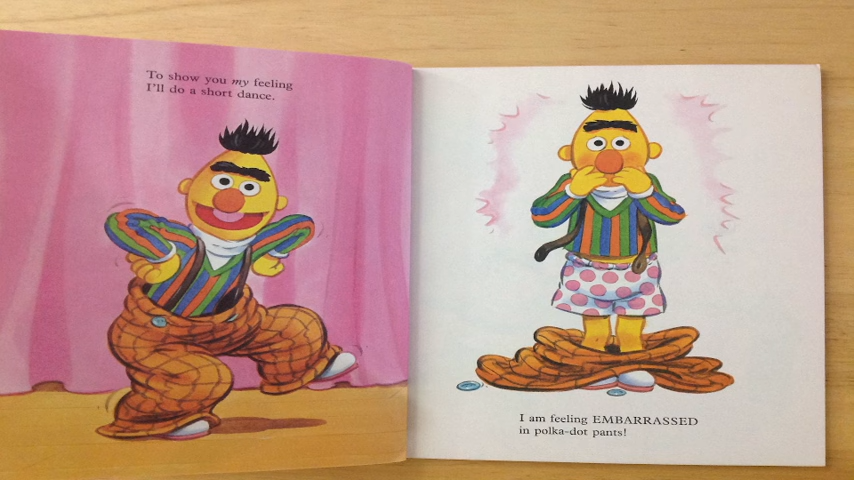 To show you my feeling
I'll do a short dance.
I am feeling EMBARRASSED
in polka-dot pants!